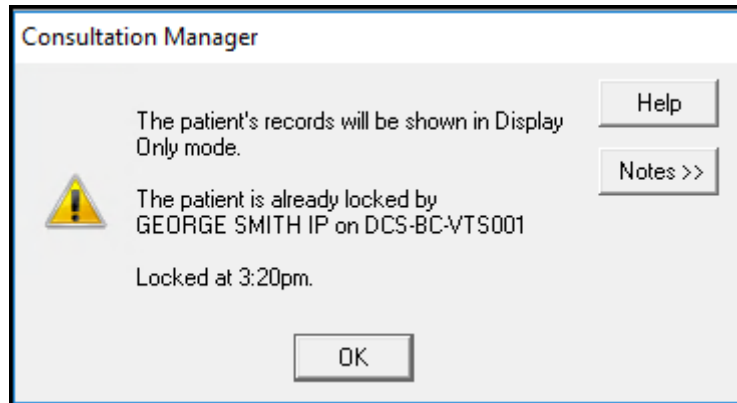 Consultation Manager
The patient's records will be shown in Display
Only mode.
The patient is already locked by
GEORGE SMITH IP on DCS-BC-VTS001
Locked at 3:20pm.
Help
Notes >>
OK